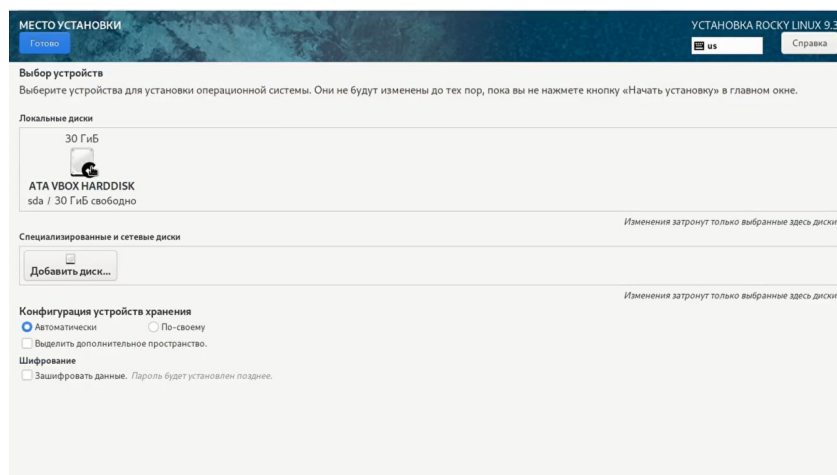 МЕСТО УСТАНОВКИ
УСТАНОВКА ROCKY LINUX 9.3
Готово
us
Справка
Выбор устройств
Выберите устройства для установки операционной системы. Они не будут изменены до тех пор, пока вы не нажмете кнопку «Начать установку» в главном окне.
Локальные диски
30 ГиБ
ATA VBOX HARDDISK
sda / 30 ГиБ свободно
Изменения затронут только выбранные здесь диски
Специализированные и сетевые диски
Добавить диск...
Изменения затронут только выбранные здесь диски
Конфигурация устройств хранения
Автоматически
По-своему
Выделить дополнительное пространство.
Шифрование
Зашифровать данные. Пароль будет установлен позднее.